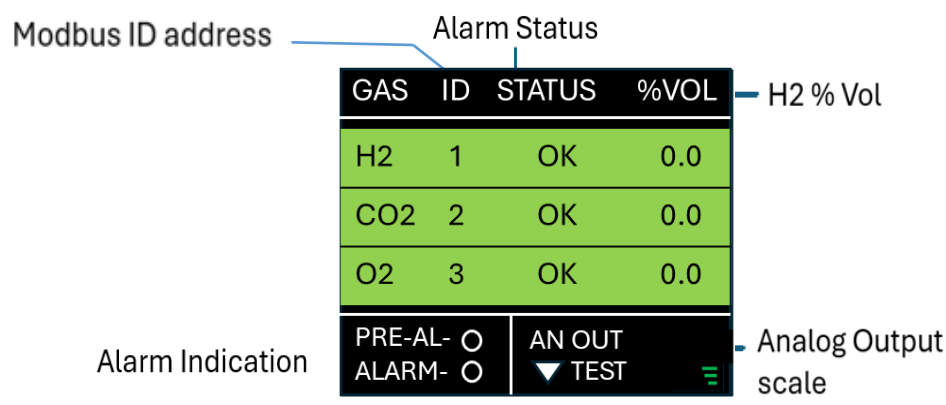 Modbus ID address
Alarm Status
GAS ID STATUS %VOL
H2 % Vol
H2 1 OK 0.0
CO2 2 OK 0.0
O2 3 OK 0.0
Alarm Indication
PRE-AL-
ALARM-
AN OUT
TEST
Analog Output
scale